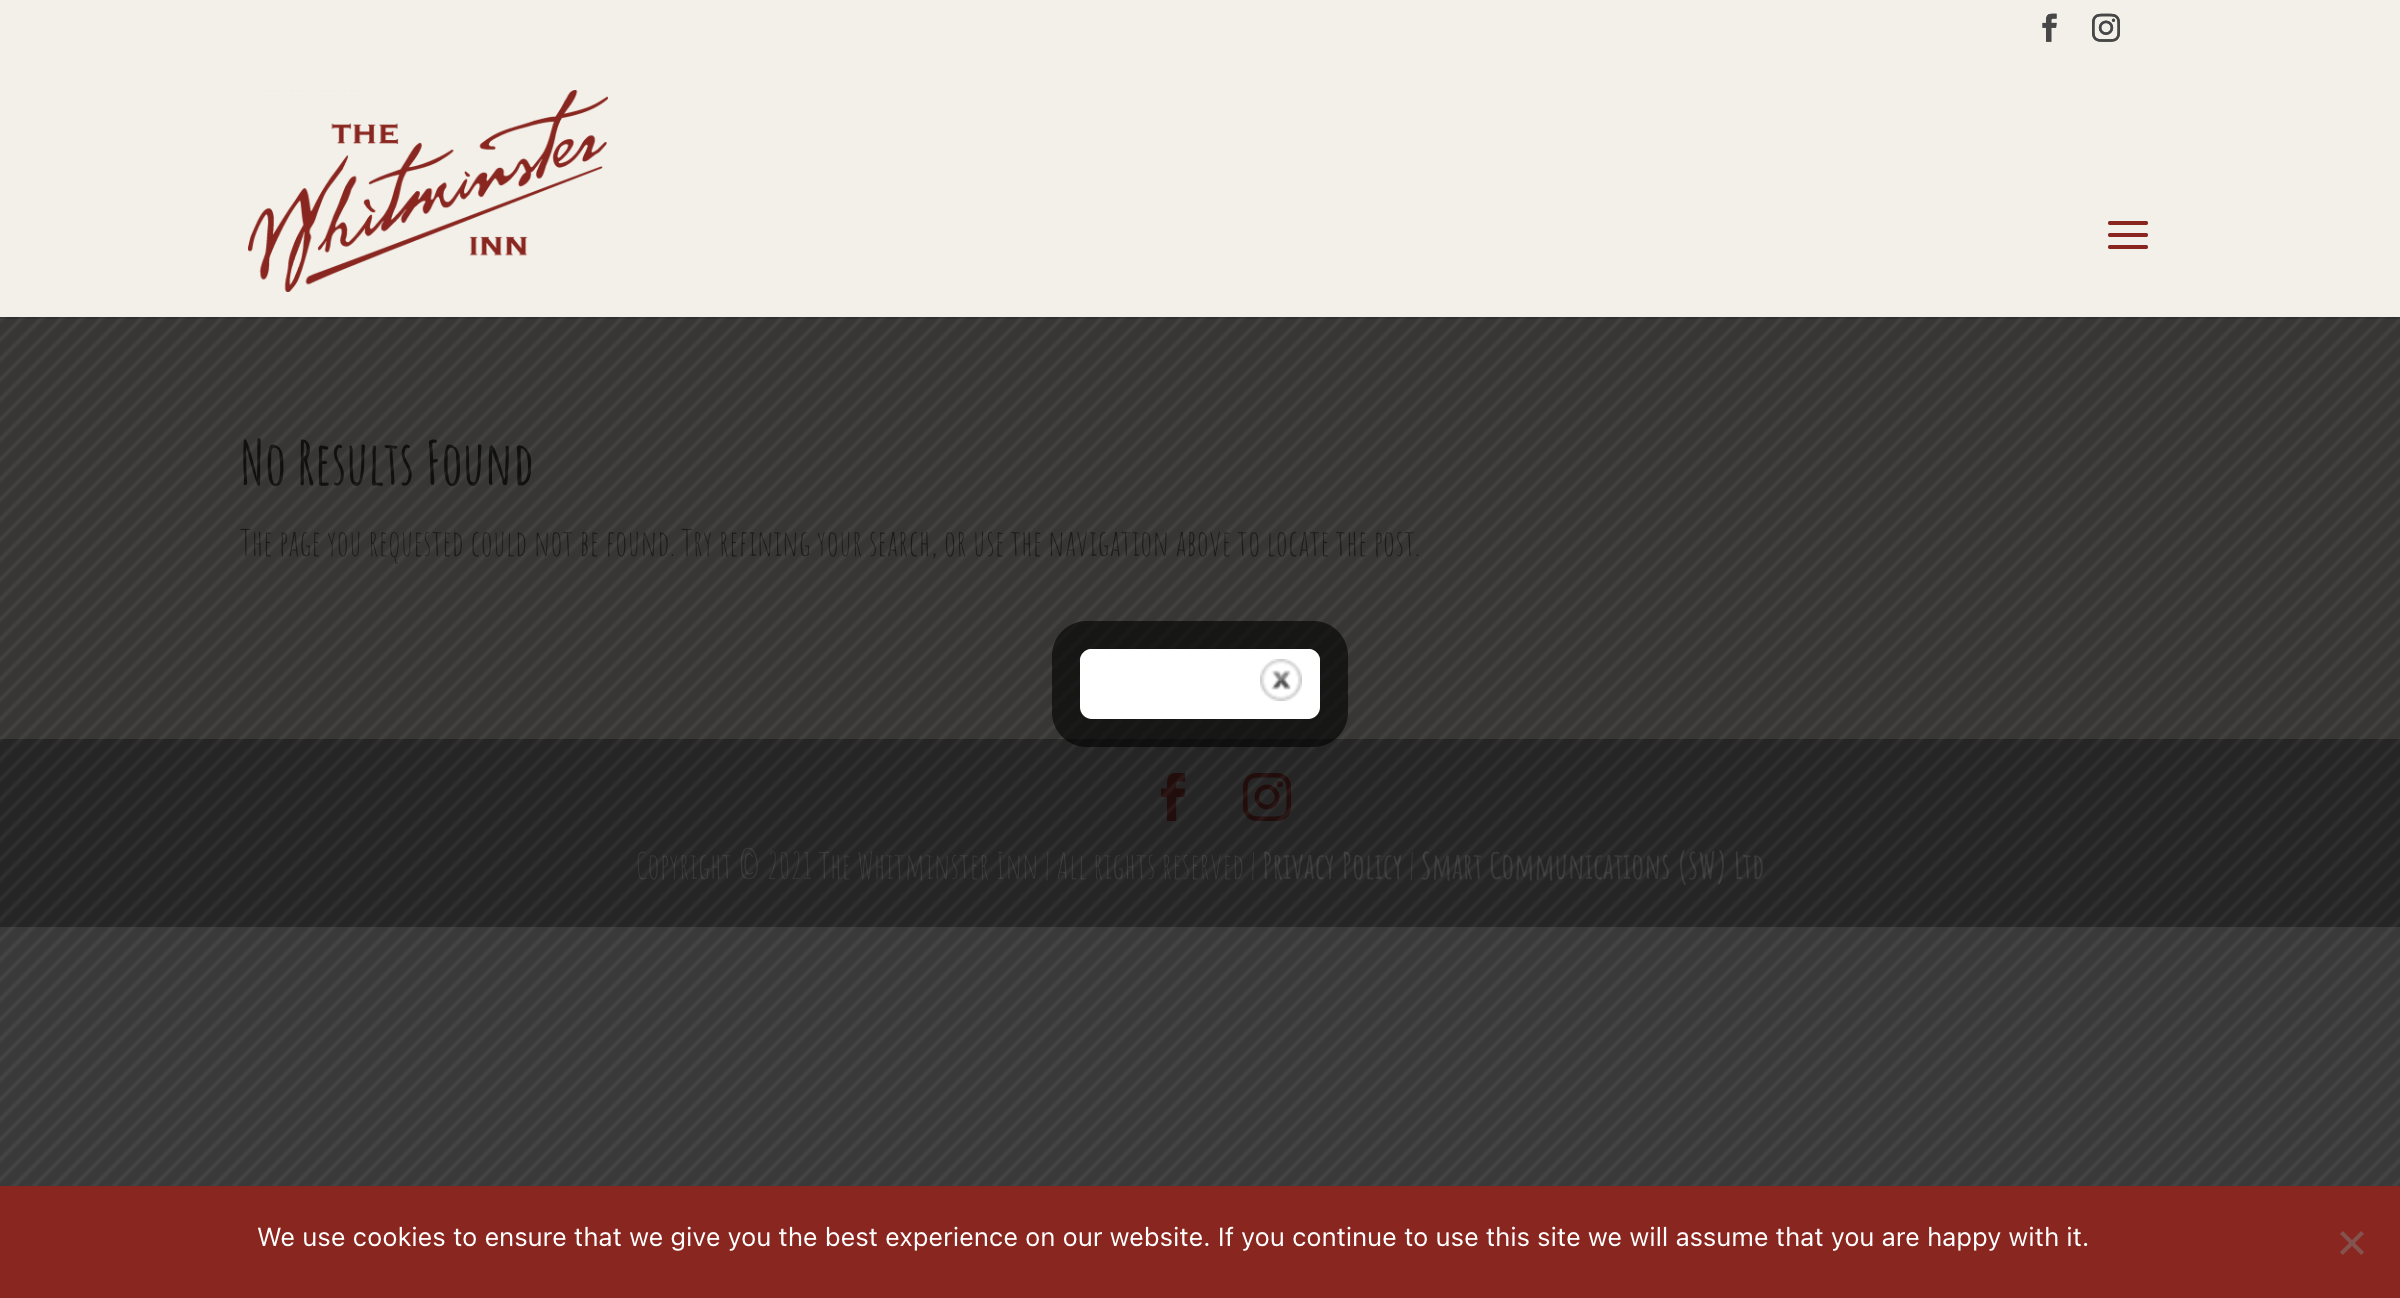 THE
Whitminster
INN
No Results Found
The page you requested could not be found. Try refining your search, or use the navigation above to locate the post.
X
Copyright © 2021 The Whitminster Inn | All rights reserved | Privacy Policy | Smart Communications (SW) Ltd
We use cookies to ensure that we give you the best experience on our website. If you continue to use this site we will assume that you are happy with it.